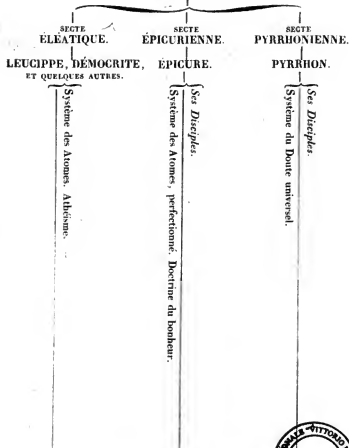 SECTE
ÉLÉATIQUE.
LEUCIPPE, DÉMOCRITE,
ET QUELQUES AUTRES.
Système des Atomes. Athéisme.
SECTE
ÉPICURIENNE.
ÉPICURE.
Ses Disciples.
Système des Atomes, perfectionné. Doctrine du bonheur.
SECTE
PYRRHONIENNE.
PYRRHON.
Ses Disciples.
Système du Doute universel.
VITTORIO